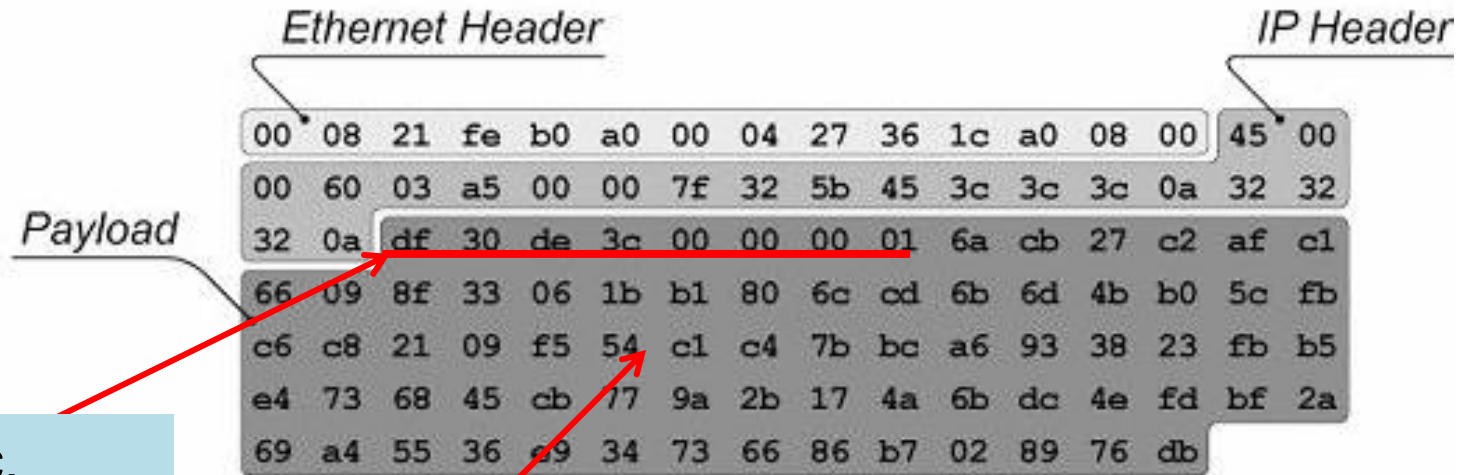 Ethernet Header
IP Header
00 08 21 fe b0 a0 00 04 27 36 1c a0 08 00 45 00
00 60 03 a5 00 00 7f 32 5b 45 3c 3c 3c 0a 32 32
Payload
32 0a df 30 de 3c 00 00 00 01 6a cb 27 c2 af c1
66 09 8f 33 06 1b b1 80 6c cd 6b 6d 4b b0 5c fb
c6 c8 21 09 f5 54 c1 c4 7b bc a6 93 38 23 fb b5
e4 73 68 45 cb 77 9a 2b 17 4a 6b dc 4e fd bf 2a
69 a4 55 36 e9 34 73 66 86 b7 02 89 76 db